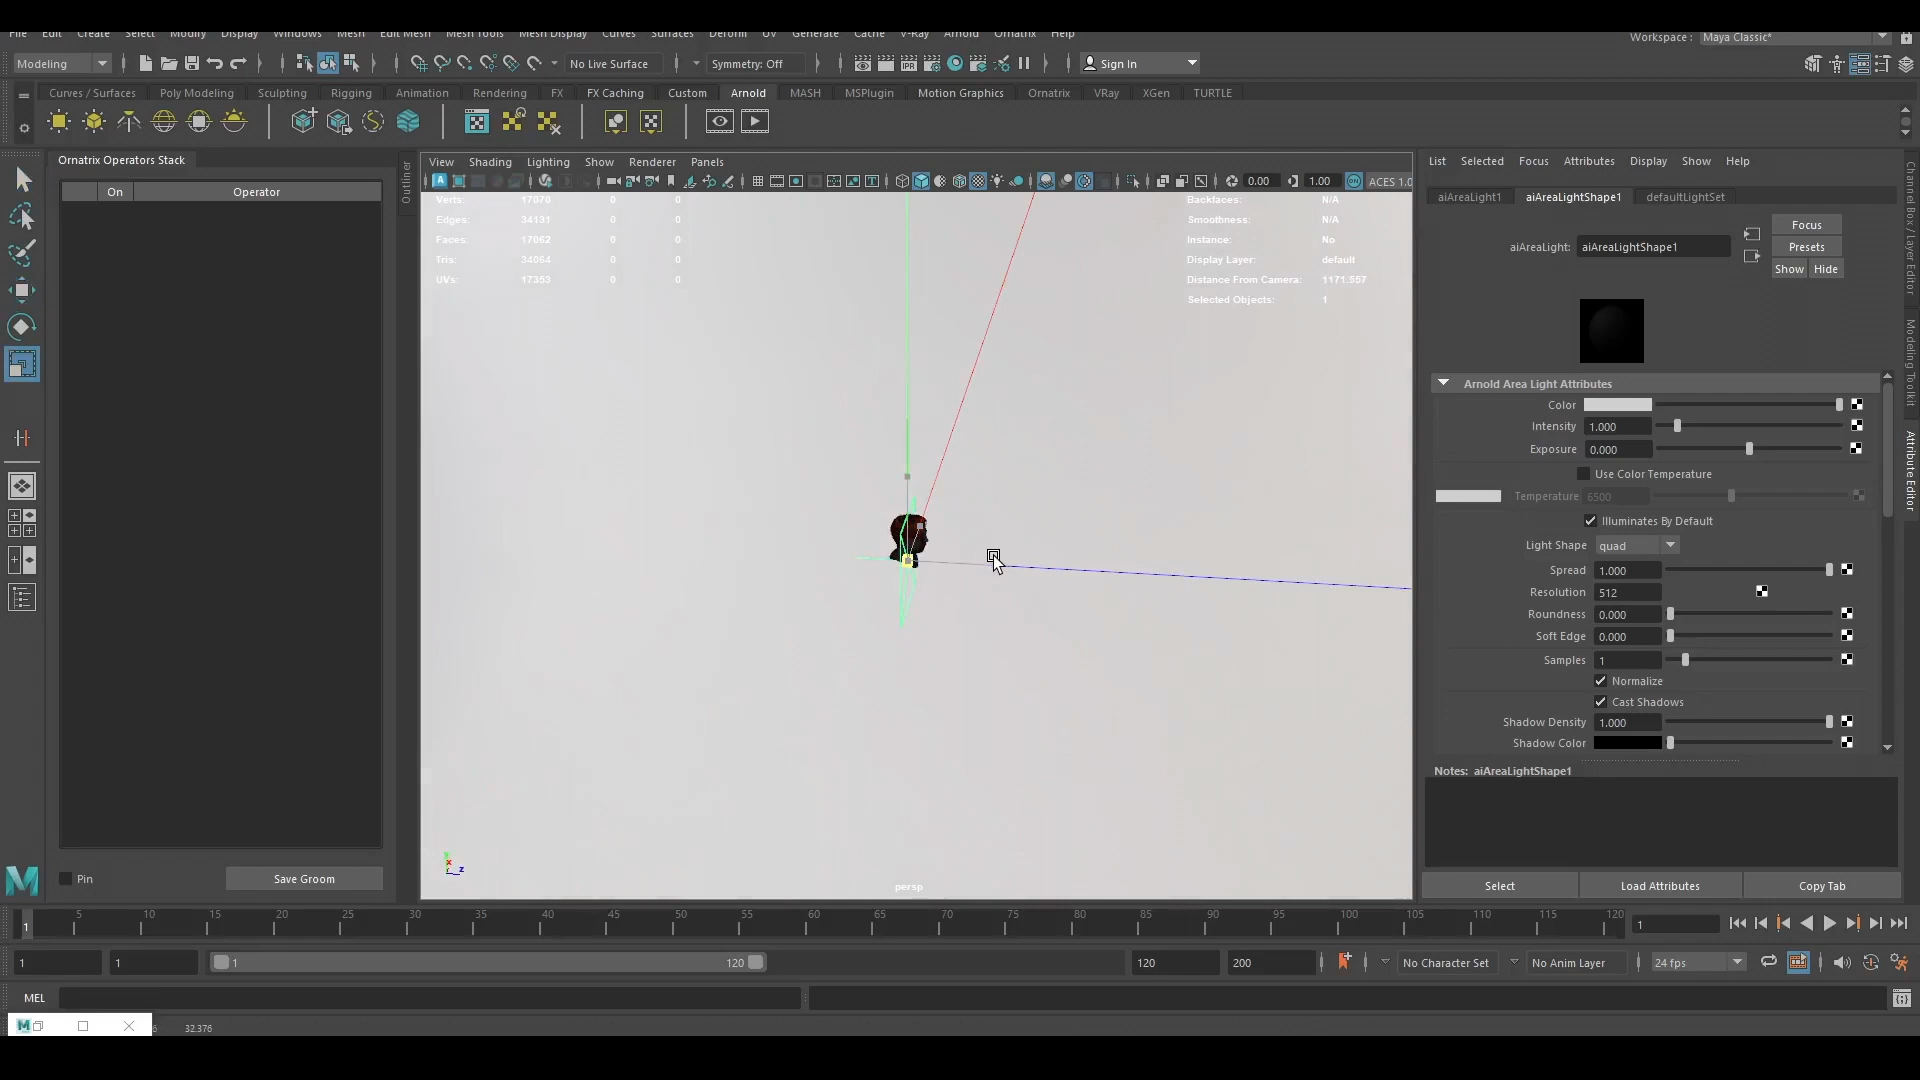 File Edit Create Select Modify Display Windows Mesh Edit Mesh Mesh Tools Mesh Display Curves Surfaces Deform UV Generate Cache V-Ray Arnold Ornatrix Help
Workspace : Maya Classic*
Modeling No Live Surface Symmetry: Off Sign In
Curves / Surfaces Poly Modeling Sculpting Rigging Animation Rendering FX FX Caching Custom Arnold MASH MSPlugin Motion Graphics Ornatrix VRay XGen TURTLE
Ornatrix Operators Stack
On Operator
Outliner
View Shading Lighting Show Renderer Panels
0.00 1.00 ACES 1.0
Verts: 17070 0 0
Edges: 34131 0 0
Faces: 17062 0 0
Tris: 34064 0 0
UVs: 17353 0 0
Backfaces: N/A
Smoothness: N/A
Instance: No
Display Layer: default
Distance From Camera: 1171.557
Selected Objects: 1
persp
Pin Save Groom
List Selected Focus Attributes Display Show Help
aiAreaLight1 aiAreaLightShape1 defaultLightSet
aiAreaLight: aiAreaLightShape1
Focus
Presets
Show Hide
Arnold Area Light Attributes
Color
Intensity 1.000
Exposure 0.000
Use Color Temperature
Temperature 6500
Illuminates By Default
Light Shape quad
Spread 1.000
Resolution 512
Roundness 0.000
Soft Edge 0.000
Samples 1
Normalize
Cast Shadows
Shadow Density 1.000
Shadow Color
Notes: aiAreaLightShape1
Select Load Attributes Copy Tab
Channel Box / Layer Editor
Modeling Toolkit
Attribute Editor
1 5 10 15 20 25 30 35 40 45 50 55 60 65 70 75 80 85 90 95 100 105 110 115 120 1
1 1 1 120 120 200 No Character Set No Anim Layer 24 fps
MEL
32.376